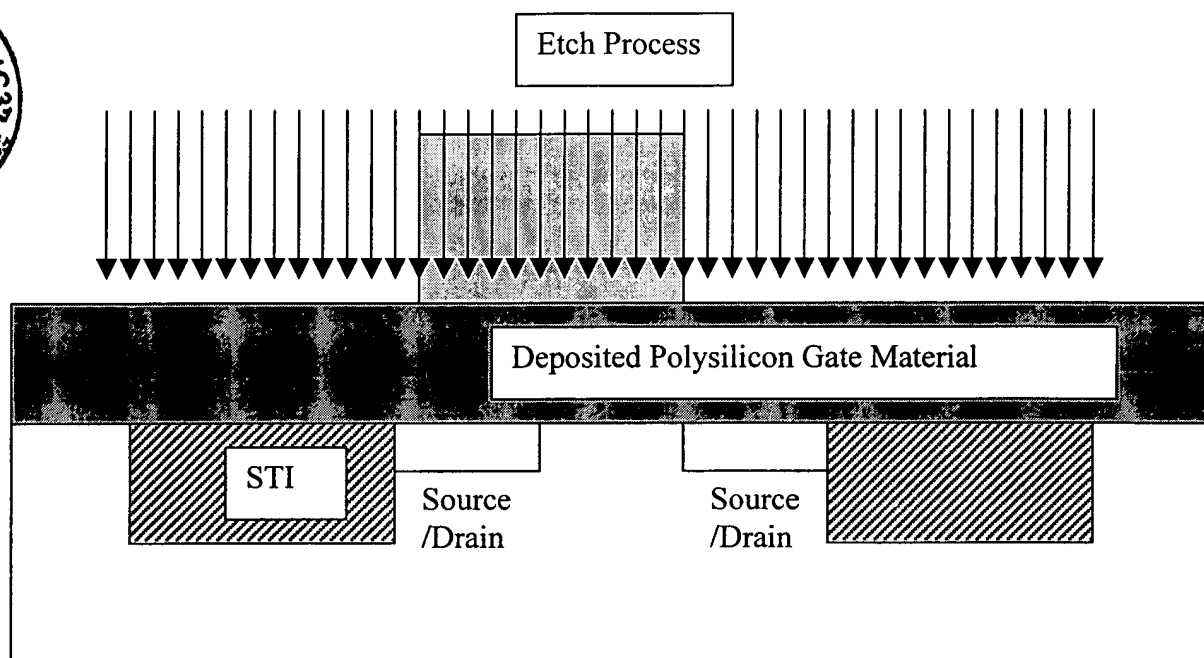 Etch Process
Deposited Polysilicon Gate Material
STI
Source
/Drain
Source
/Drain